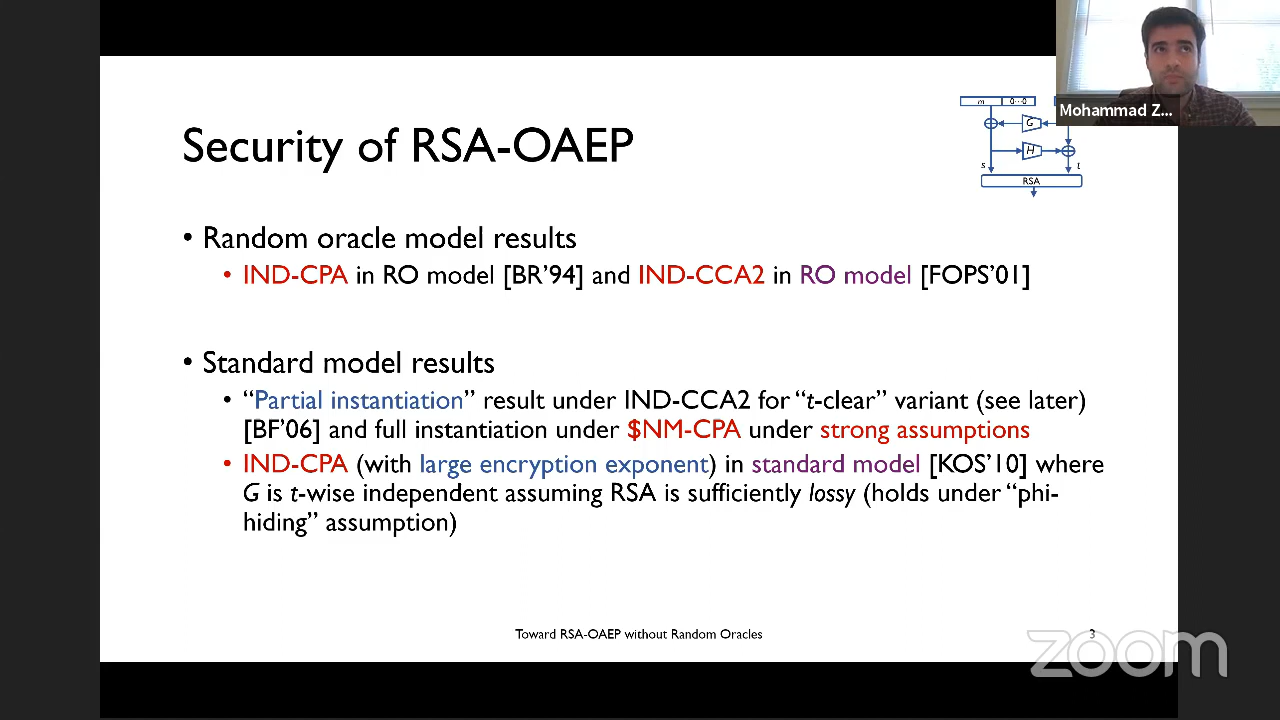 Mohammad Z...
m 0···0
G
H
s t
RSA
Security of RSA-OAEP
• Random oracle model results
• IND-CPA in RO model [BR'94] and IND-CCA2 in RO model [FOPS'01]
• Standard model results
• "Partial instantiation" result under IND-CCA2 for "t-clear" variant (see later)
[BF'06] and full instantiation under $NM-CPA under strong assumptions
• IND-CPA (with large encryption exponent) in standard model [KOS'10] where
G is t-wise independent assuming RSA is sufficiently lossy (holds under "phi-
hiding" assumption)
Toward RSA-OAEP without Random Oracles 3
zoom